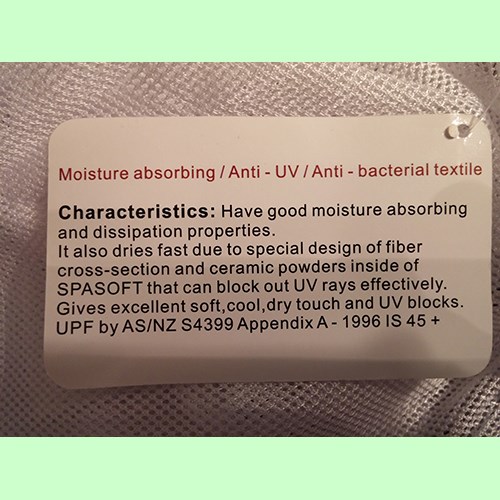 Moisture absorbing / Anti - UV / Anti - bacterial textile
Characteristics: Have good moisture absorbing
and dissipation properties.
It also dries fast due to special design of fiber
cross-section and ceramic powders inside of
SPASOFT that can block out UV rays effectively.
Gives excellent soft,cool,dry touch and UV blocks.
UPF by AS/NZ S4399 Appendix A - 1996 IS 45 +